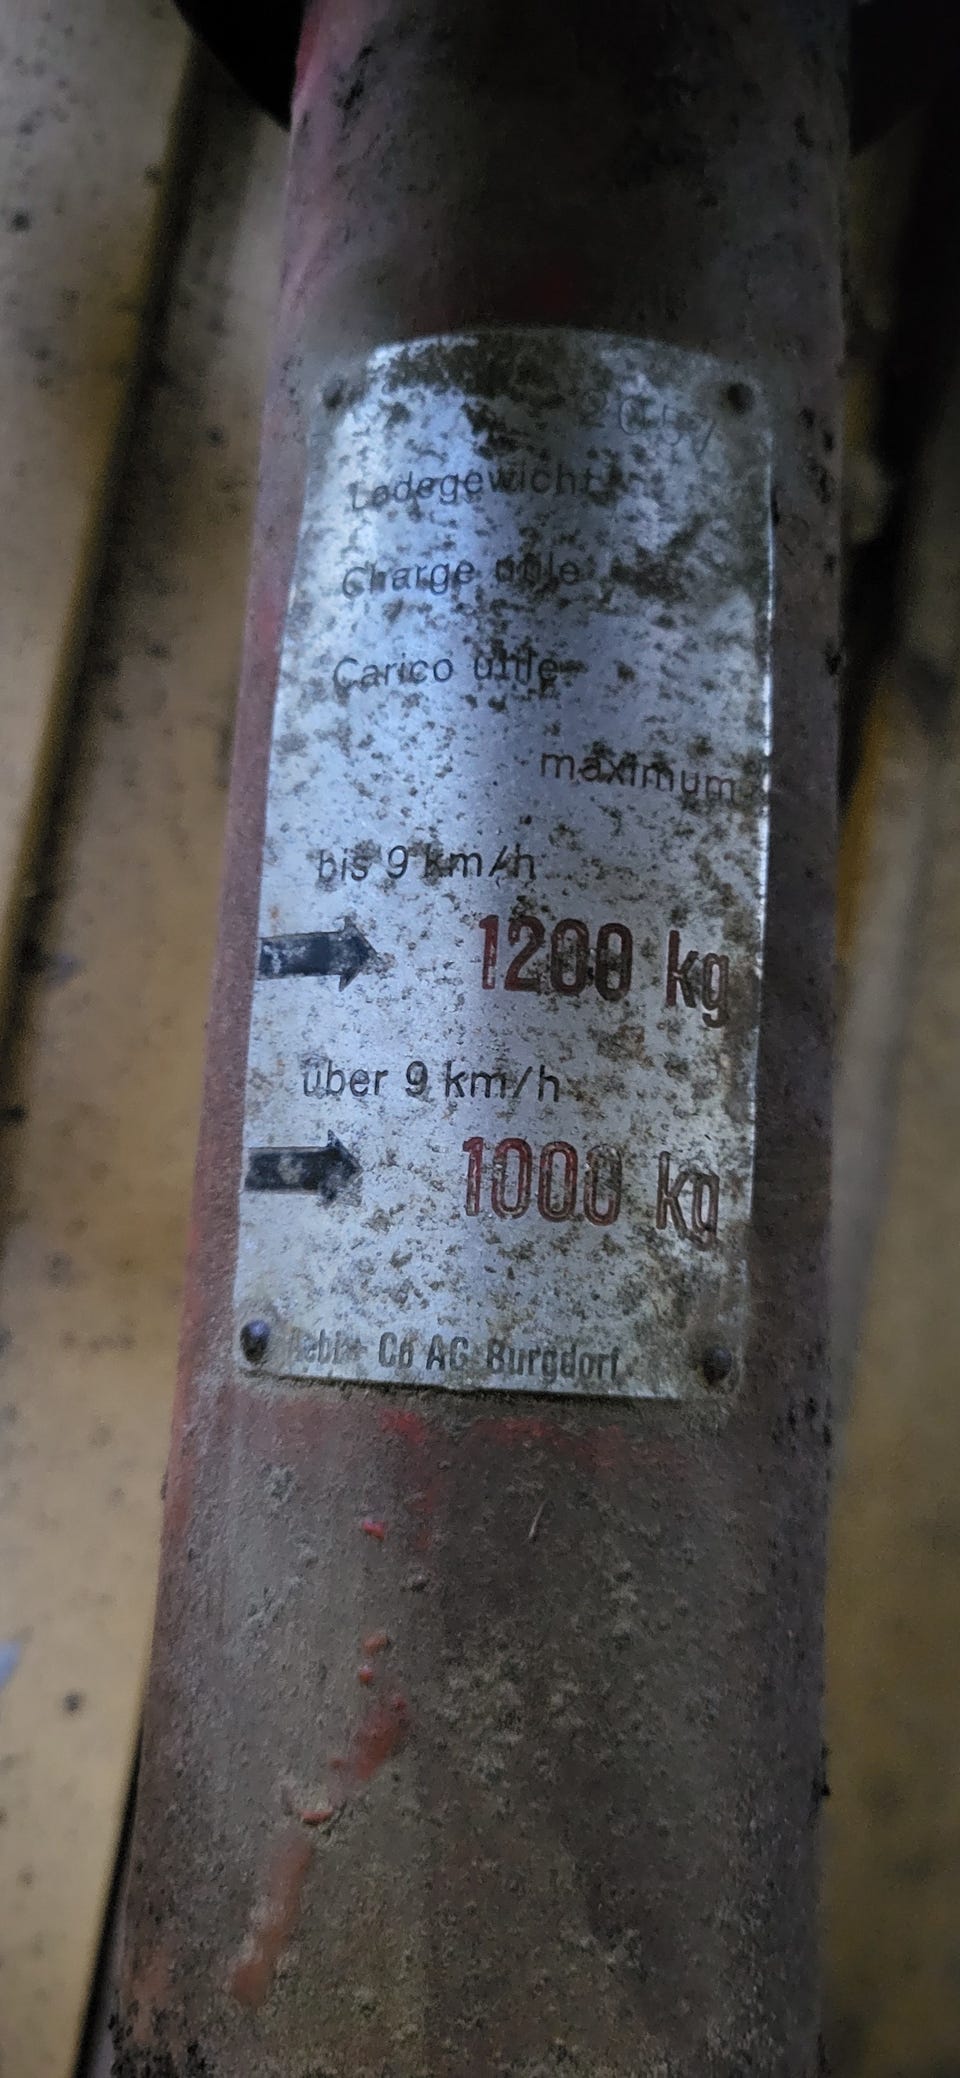 Ladegewicht
Charge utile
Carico utile
maximum
bis 9 km/h
1200 kg
über 9 km/h
1000 kg
Aebi+Co AG Burgdorf